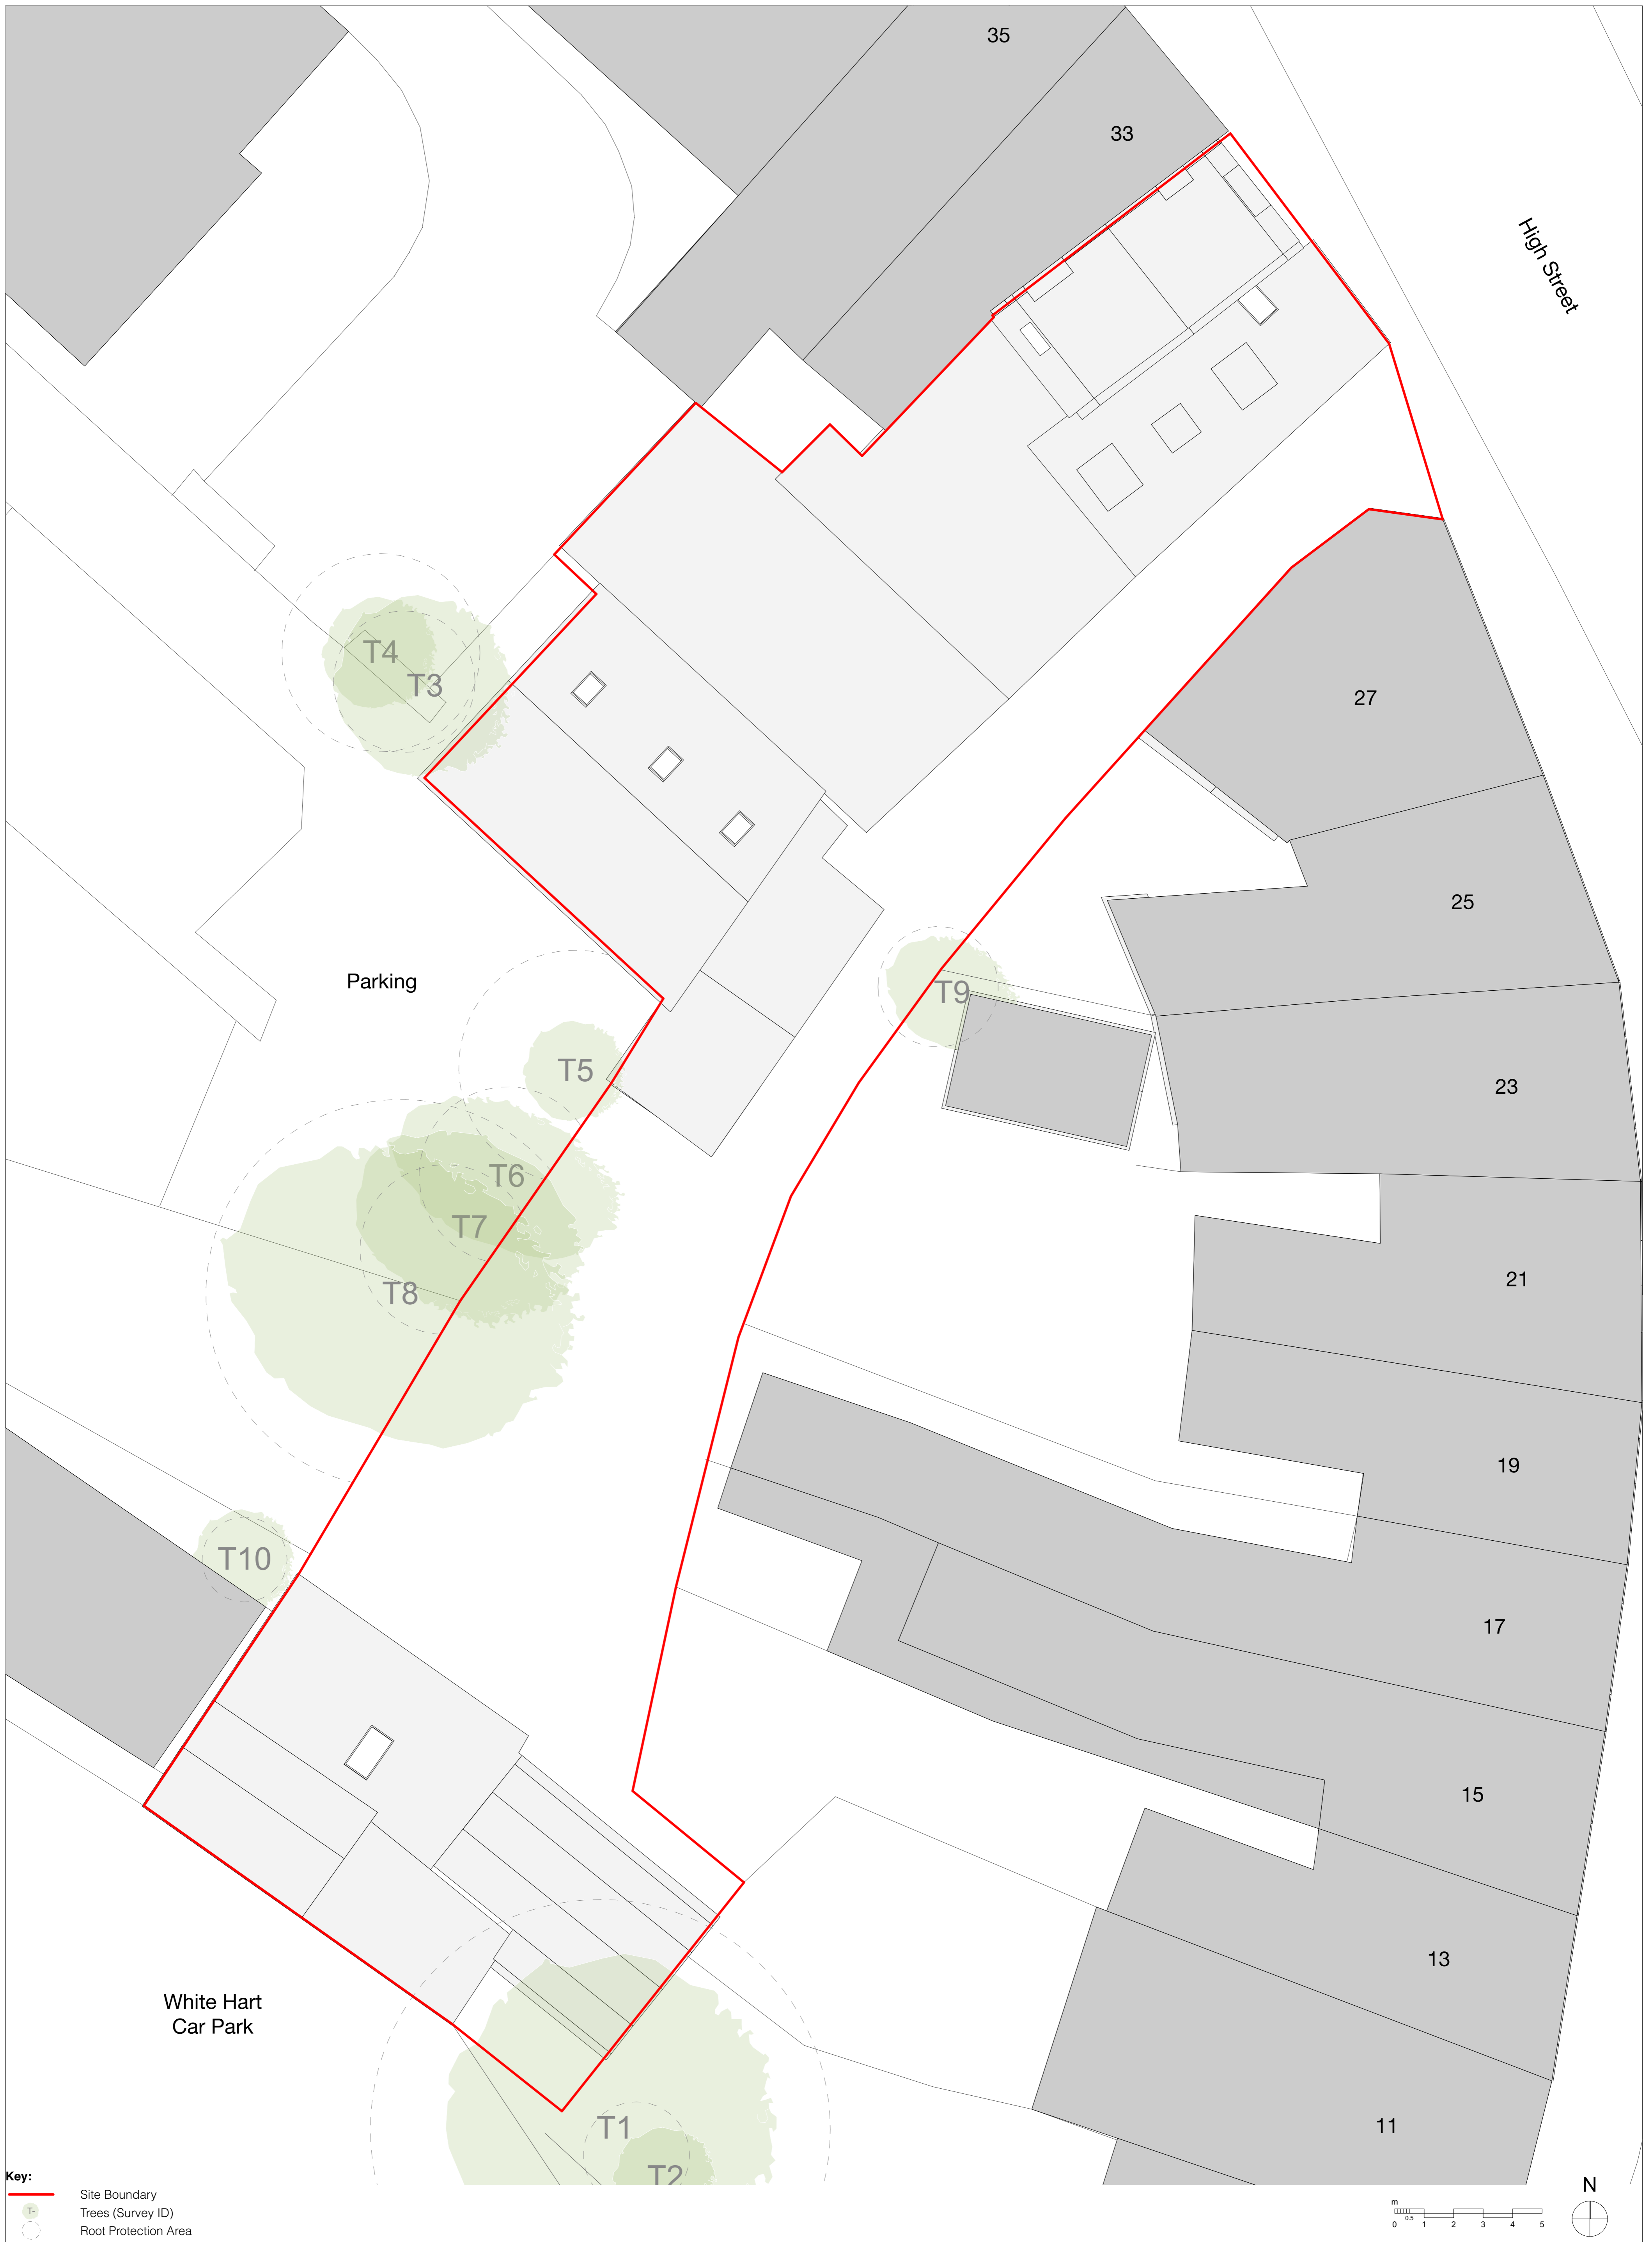 35
33
High Street
T4
T3
27
25
Parking
T9
T5
23
T6
T7
T8
21
19
T10
17
15
13
White Hart
Car Park
T1
11
T2
Key:
Site Boundary
T-
Trees (Survey ID)
Root Protection Area
N
m
0 0.5 1 2 3 4 5